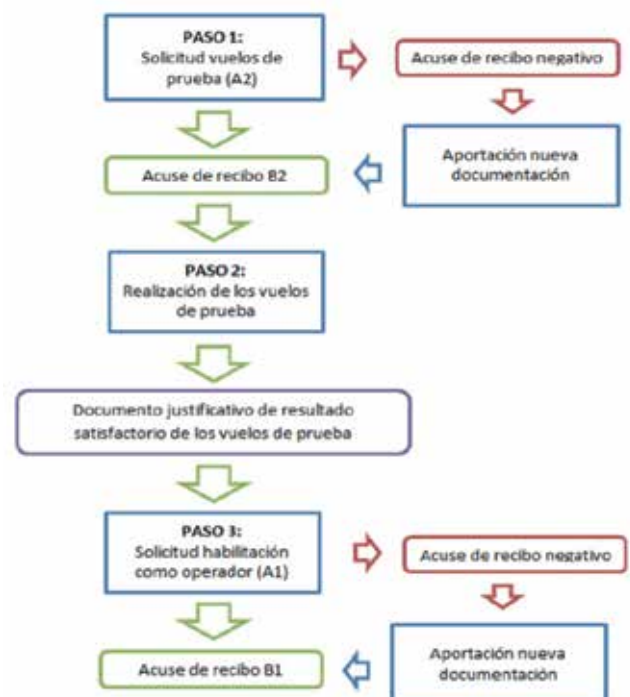 PASO 1:
Solicitud vuelos de
prueba (A2)
Acuse de recibo negativo
Aportación nueva
documentación
Acuse de recibo B2
PASO 2:
Realización de los vuelos
de prueba
Documento justificativo de resultado
satisfactorio de los vuelos de prueba
PASO 3:
Solicitud habilitación
como operador (A1)
Acuse de recibo negativo
Aportación nueva
documentación
Acuse de recibo B1